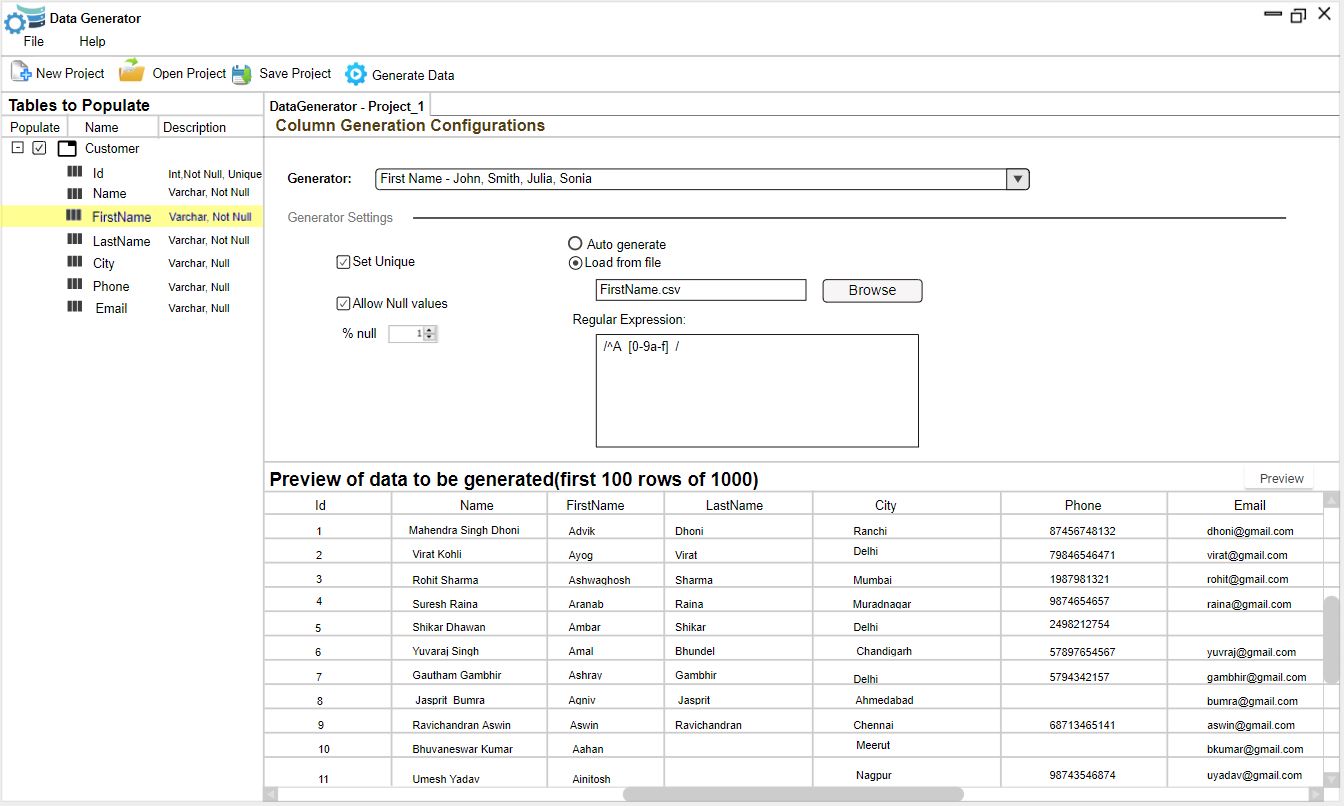 Data Generator
File Help
New Project Open Project Save Project Generate Data
Tables to Populate
Populate Name Description
Customer
Id Int,Not Null, Unique
Name Varchar, Not Null
FirstName Varchar, Not Null
LastName Varchar, Not Null
City Varchar, Null
Phone Varchar, Null
Email Varchar, Null
DataGenerator - Project_1
Column Generation Configurations
Generator: First Name - John, Smith, Julia, Sonia
Generator Settings
Set Unique
Allow Null values
% null 1
Auto generate
Load from file
FirstName.csv Browse
Regular Expression:
/^A [0-9a-f] /
Preview of data to be generated(first 100 rows of 1000) Preview
Id Name FirstName LastName City Phone Email
1 Mahendra Singh Dhoni Advik Dhoni Ranchi 87456748132 dhoni@gmail.com
2 Virat Kohli Ayog Virat Delhi 79846546471 virat@gmail.com
3 Rohit Sharma Ashwaghosh Sharma Mumbai 1987981321 rohit@gmail.com
4 Suresh Raina Aranab Raina Muradnagar 9874654657 raina@gmail.com
5 Shikar Dhawan Ambar Shikar Delhi 2498212754
6 Yuvaraj Singh Amal Bhundel Chandigarh 57897654567 yuvraj@gmail.com
7 Gautham Gambhir Ashray Gambhir Delhi 5794342157 gambhir@gmail.com
8 Jasprit Bumra Agniv Jasprit Ahmedabad bumra@gmail.com
9 Ravichandran Aswin Aswin Ravichandran Chennai 68713465141 aswin@gmail.com
10 Bhuvaneswar Kumar Aahan Meerut bkumar@gmail.com
11 Umesh Yadav Ainitosh Nagpur 98743546874 uyadav@gmail.com